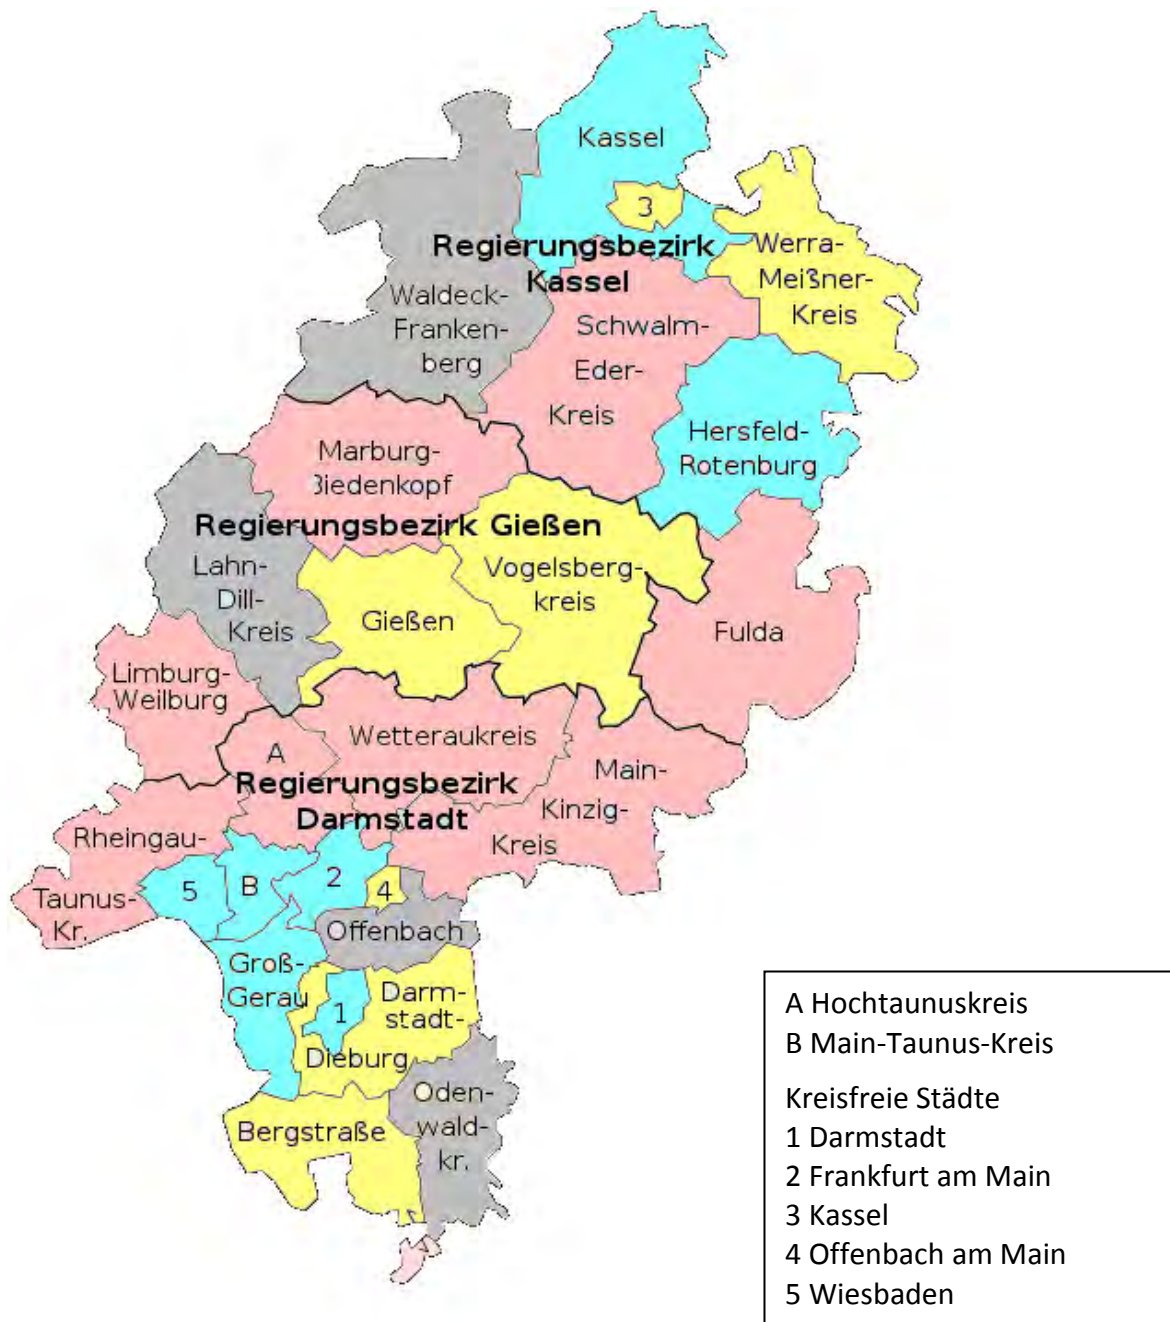 Kassel
3
Regierungsbezirk
Kassel
Werra-
Meißner-
Kreis
Waldeck-
Franken-
berg
Schwalm-
Eder-
Kreis
Hersfeld-
Rotenburg
Marburg-
Biedenkopf
Regierungsbezirk Gießen
Lahn-
Dill-
Kreis
Gießen
Vogelsberg-
kreis
Fulda
Limburg-
Weilburg
A
Wetteraukreis
Regierungsbezirk
Darmstadt
Main-
Kinzig-
Kreis
Rheingau-
Taunus-
Kr.
5
B
2
4
Offenbach
Groß-
Gerau
1
Darm-
stadt-
Dieburg
Oden-
wald-
kr.
Bergstraße
A Hochtaunuskreis
B Main-Taunus-Kreis
Kreisfreie Städte
1 Darmstadt
2 Frankfurt am Main
3 Kassel
4 Offenbach am Main
5 Wiesbaden